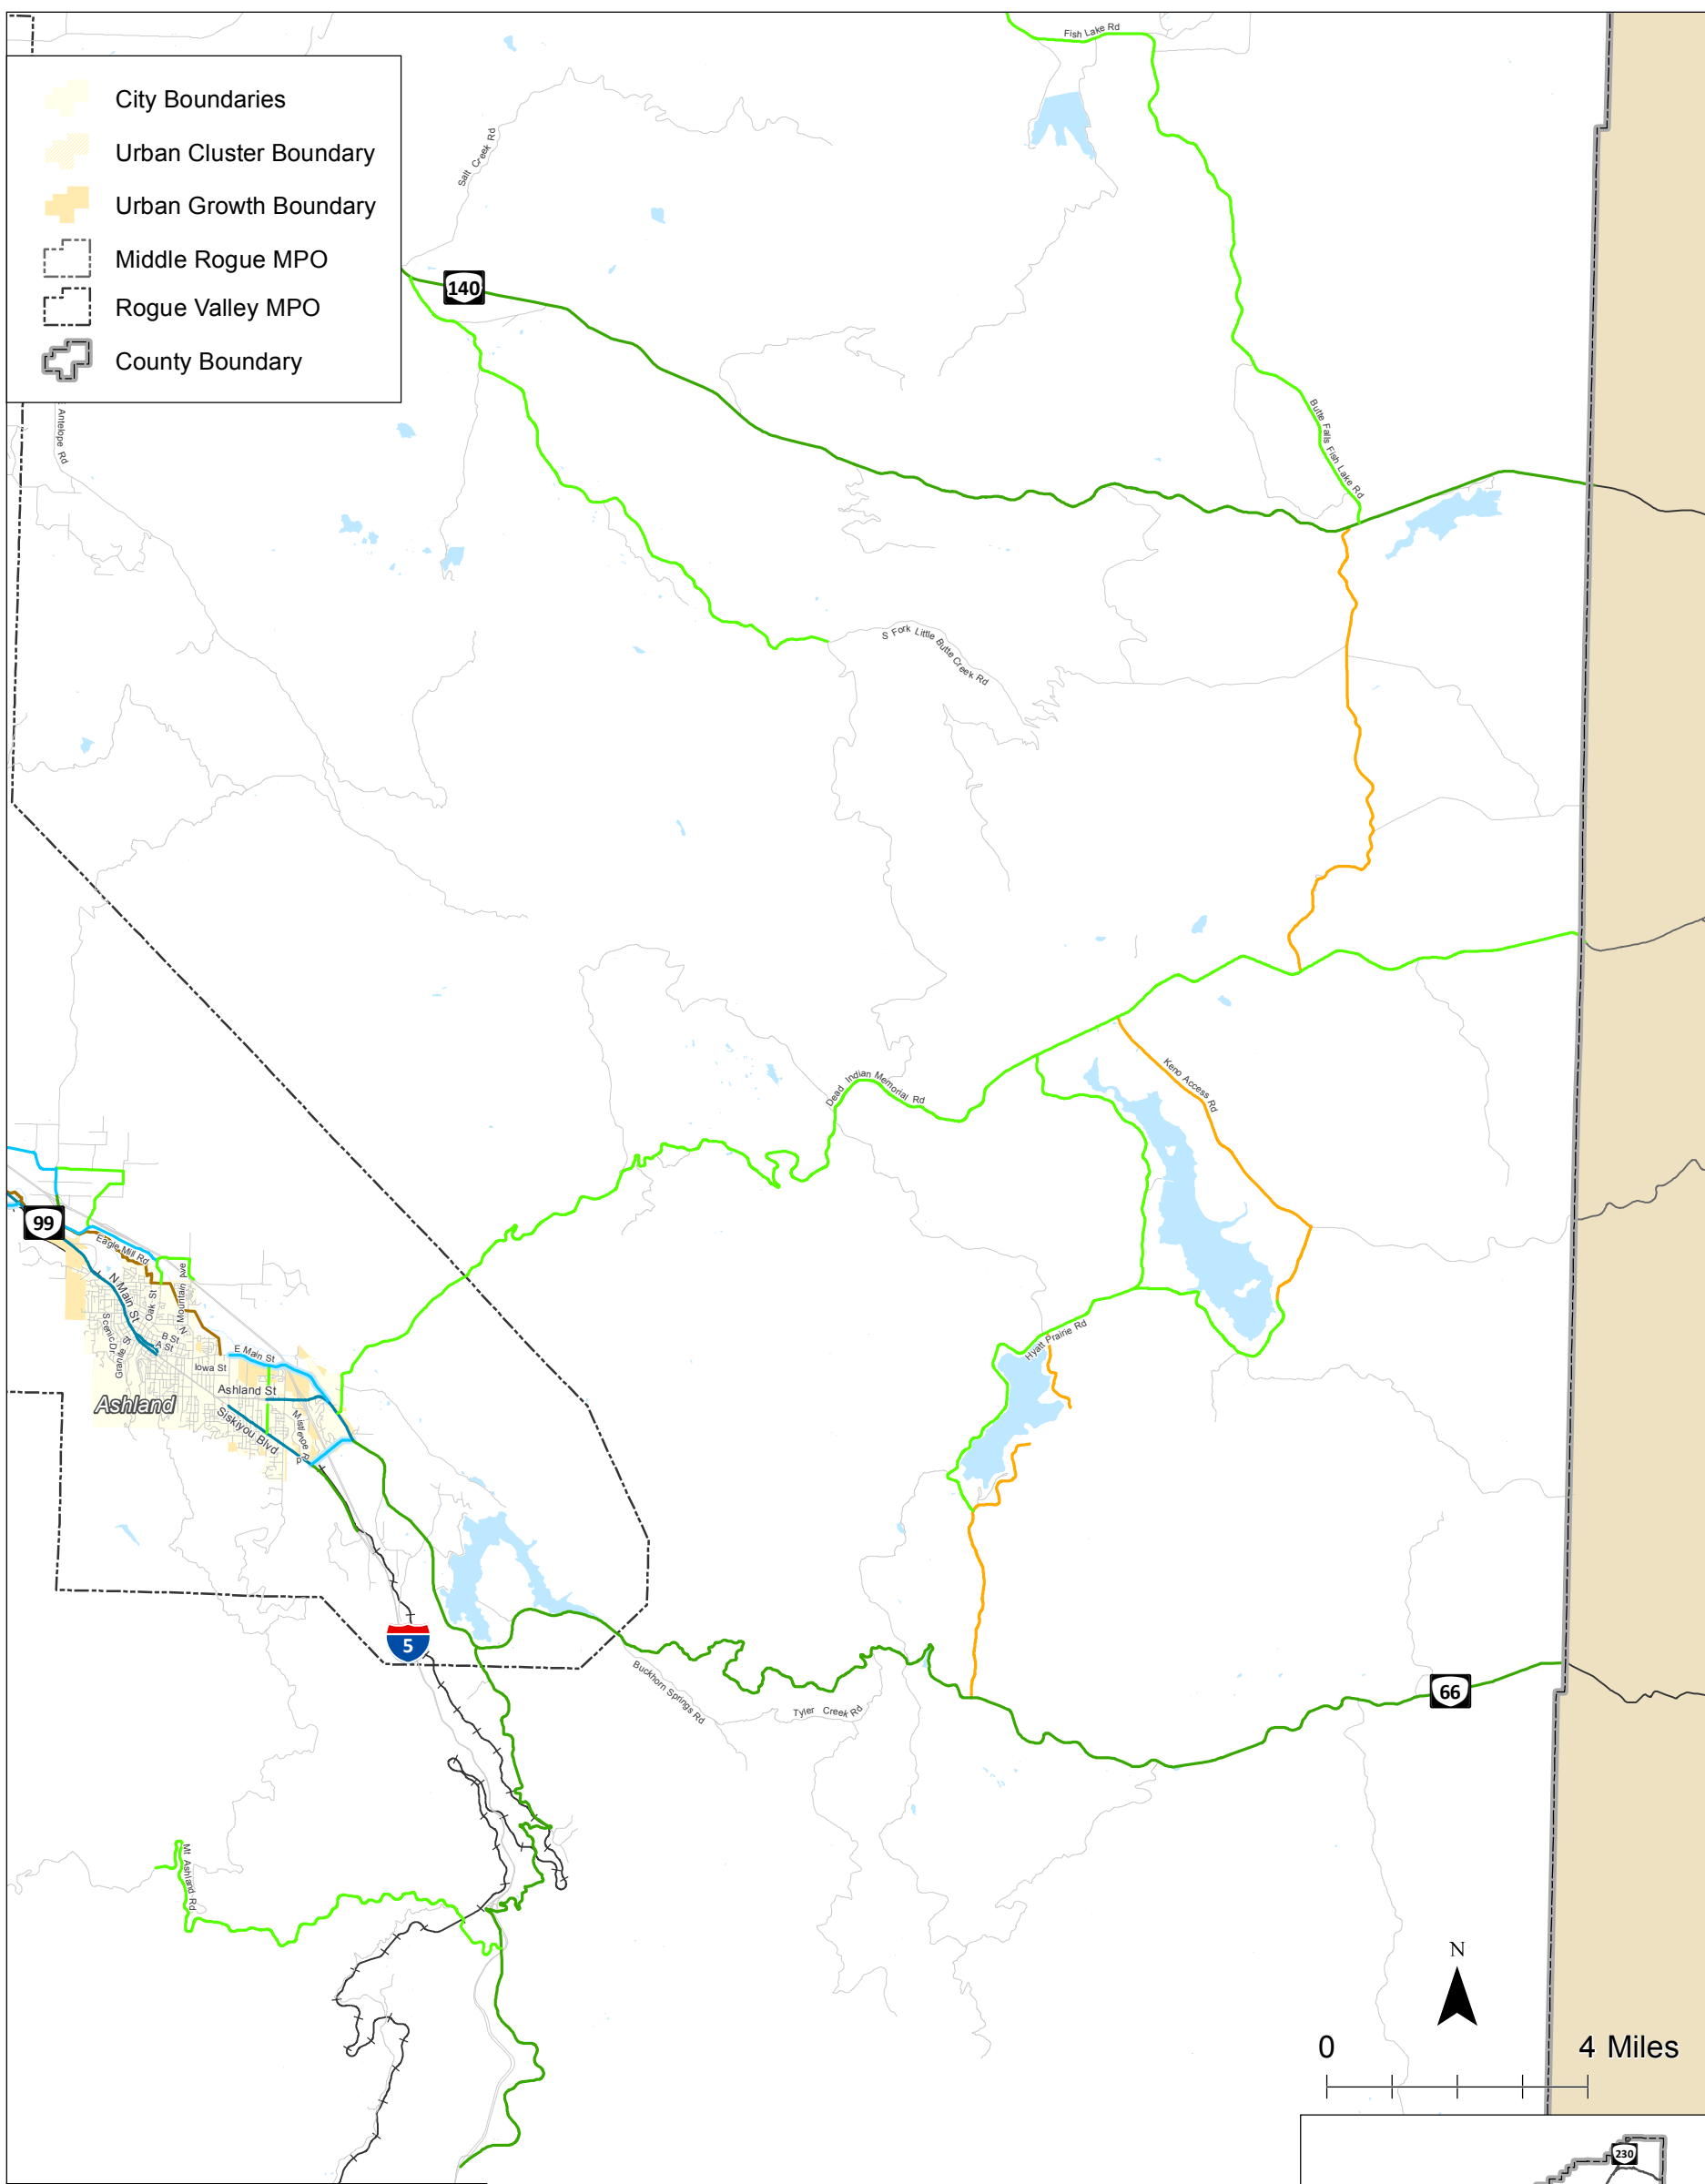 Fish Lake Rd
City Boundaries
Urban Cluster Boundary
Urban Growth Boundary
Middle Rogue MPO
Rogue Valley MPO
County Boundary
Salt Creek Rd
140
Antelope Rd
Butte Falls Fish Lake Rd
S Fork Little Butte Creek Rd
Dead Indian Memorial Rd
Keno Access Rd
99
Eagle Mill Rd
N Main St
Oak St
N Mountain Ave
Scenic Dr
Granite St
B St
A St
Iowa St
E Main St
Ashland St
Ashland
Siskiyou Blvd
Mistletoe Rd
Hyatt Prairie Rd
5
Buckhorn Springs Rd
Tyler Creek Rd
66
Mt Ashland Rd
N
0
4 Miles
230